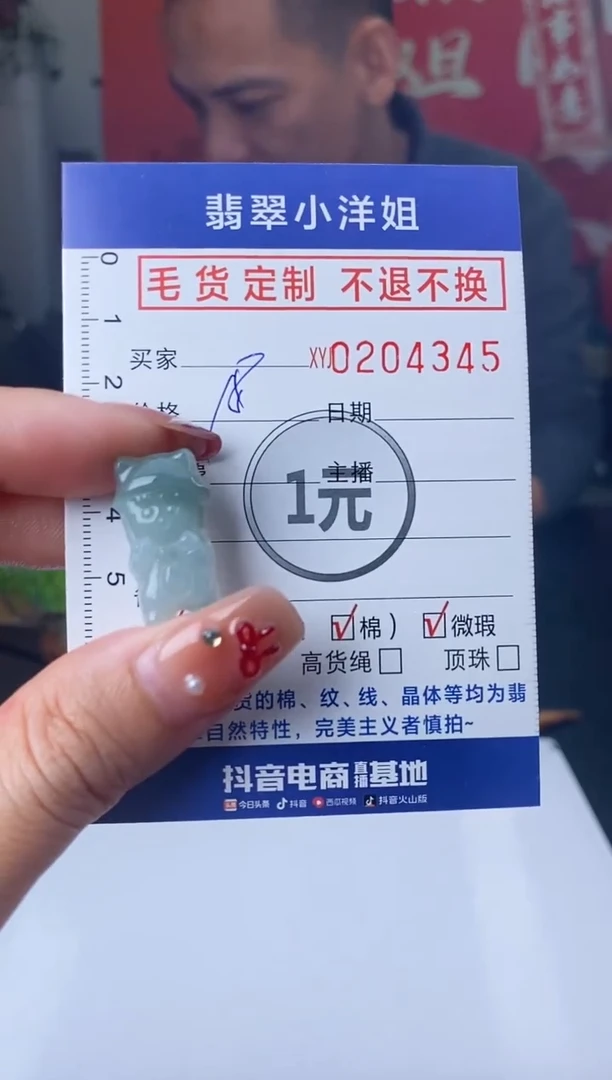 翡翠小洋姐
毛货定制 不退不换
买家
XYJ0204345
价格
日期
主播
1元
棉)
微瑕
高货绳
顶珠
货的棉、纹、线、晶体等均为翡
自然特性，完美主义者慎拍~
抖音电商直播基地
今日头条 抖音 西瓜视频 抖音火山版
0
1
2
4
5